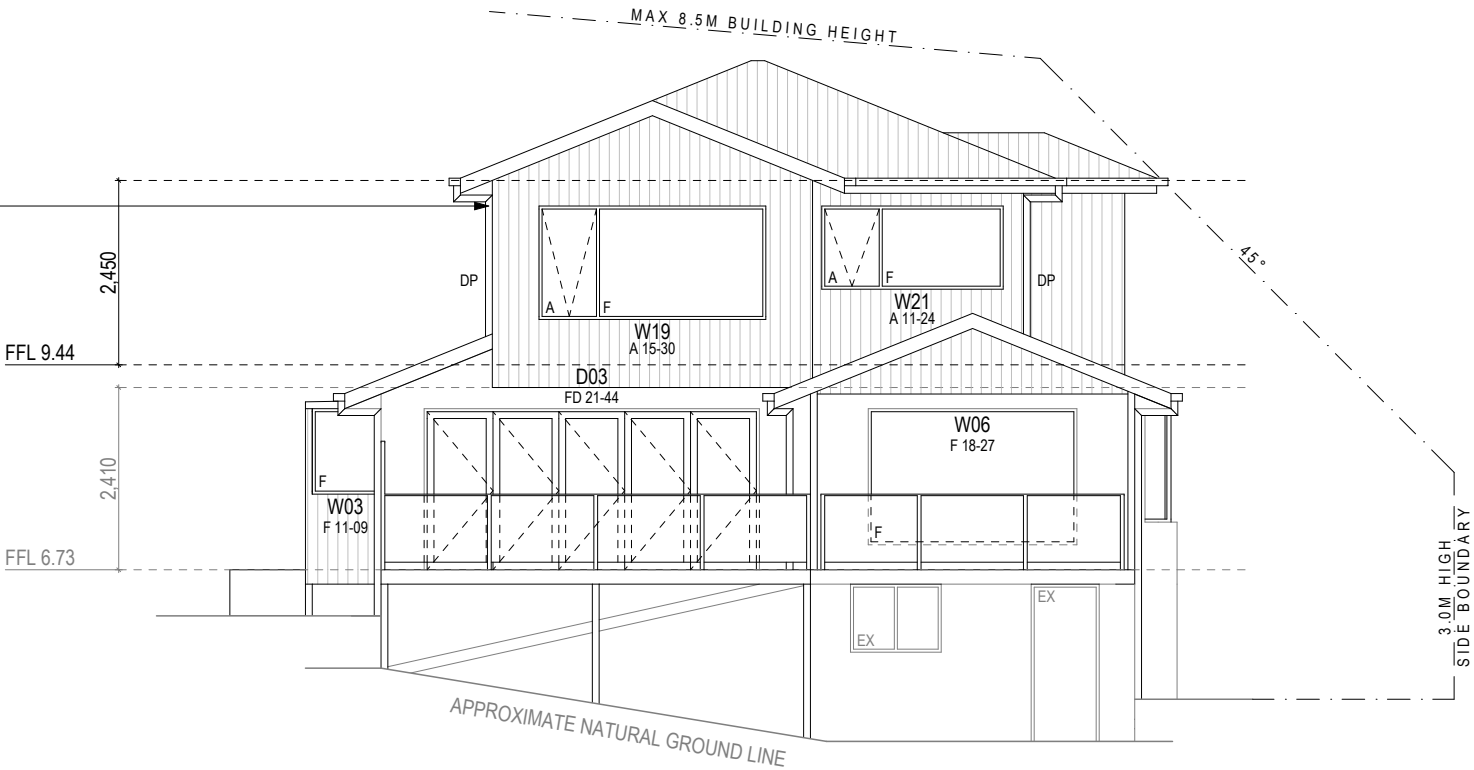 MAX 8.5M BUILDING HEIGHT
45°
2,450
DP
A
F
W19
A 15-30
A
F
W21
A 11-24
DP
FFL 9.44
D03
FD 21-44
W06
F 18-27
2,410
F
W03
F 11-09
F
FFL 6.73
EX
EX
3.0M HIGH
SIDE BOUNDARY
APPROXIMATE NATURAL GROUND LINE